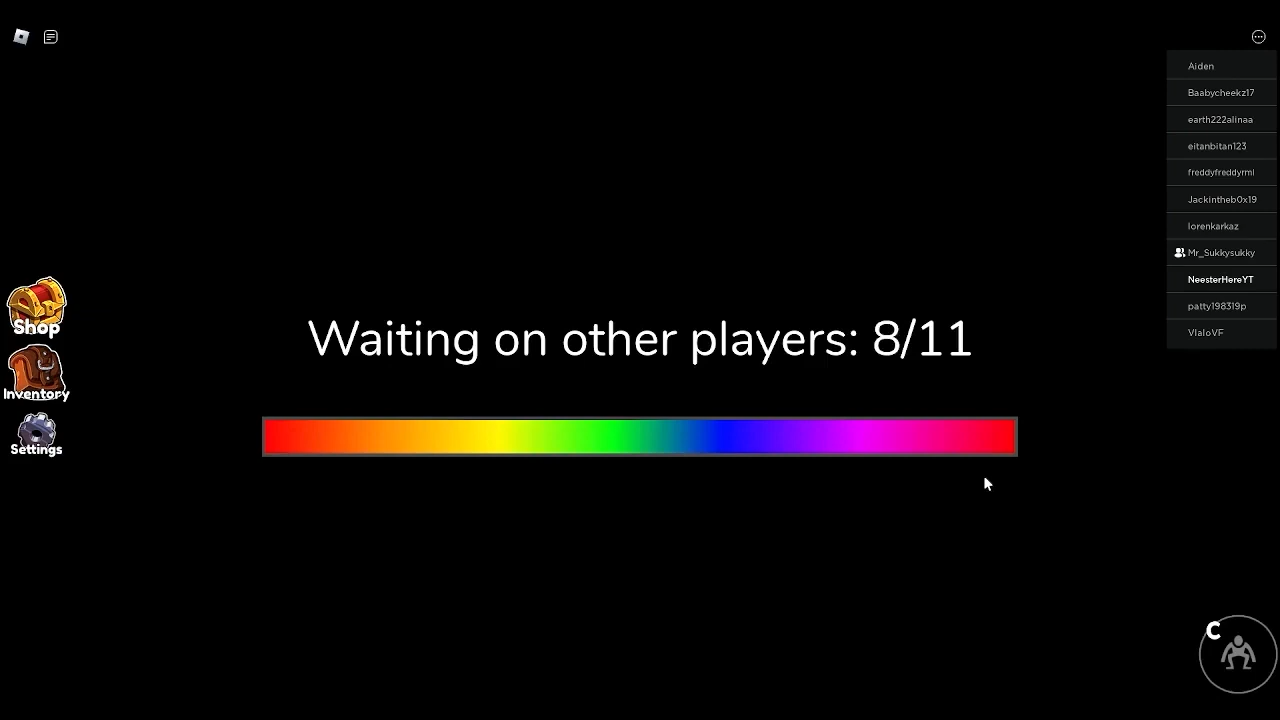 Aiden
Baabycheekz17
earth222alinaa
eitanbitan123
freddyfreddyrml
Jackintheb0x19
lorenkarkaz
Mr_Sukkysukky
NeesterHereYT
patty198319p
VlaloVF
Shop
Inventory
Settings
Waiting on other players: 8/11
C